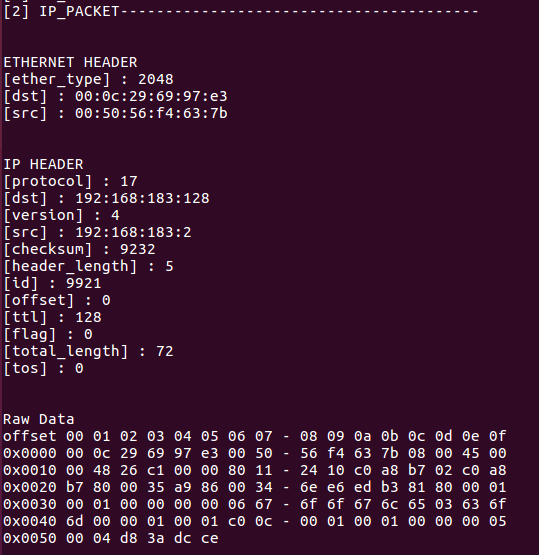 [2] IP_PACKET----------------------------------------
ETHERNET HEADER
[ether_type] : 2048
[dst] : 00:0c:29:69:97:e3
[src] : 00:50:56:f4:63:7b
IP HEADER
[protocol] : 17
[dst] : 192:168:183:128
[version] : 4
[src] : 192:168:183:2
[checksum] : 9232
[header_length] : 5
[id] : 9921
[offset] : 0
[ttl] : 128
[flag] : 0
[total_length] : 72
[tos] : 0
Raw Data
offset 00 01 02 03 04 05 06 07 - 08 09 0a 0b 0c 0d 0e 0f
0x0000 00 0c 29 69 97 e3 00 50 - 56 f4 63 7b 08 00 45 00
0x0010 00 48 26 c1 00 00 80 11 - 24 10 c0 a8 b7 02 c0 a8
0x0020 b7 80 00 35 a9 86 00 34 - 6e e6 ed b3 81 80 00 01
0x0030 00 01 00 00 00 00 06 67 - 6f 6f 67 6c 65 03 63 6f
0x0040 6d 00 00 01 00 01 c0 0c - 00 01 00 01 00 00 00 05
0x0050 00 04 d8 3a dc ce